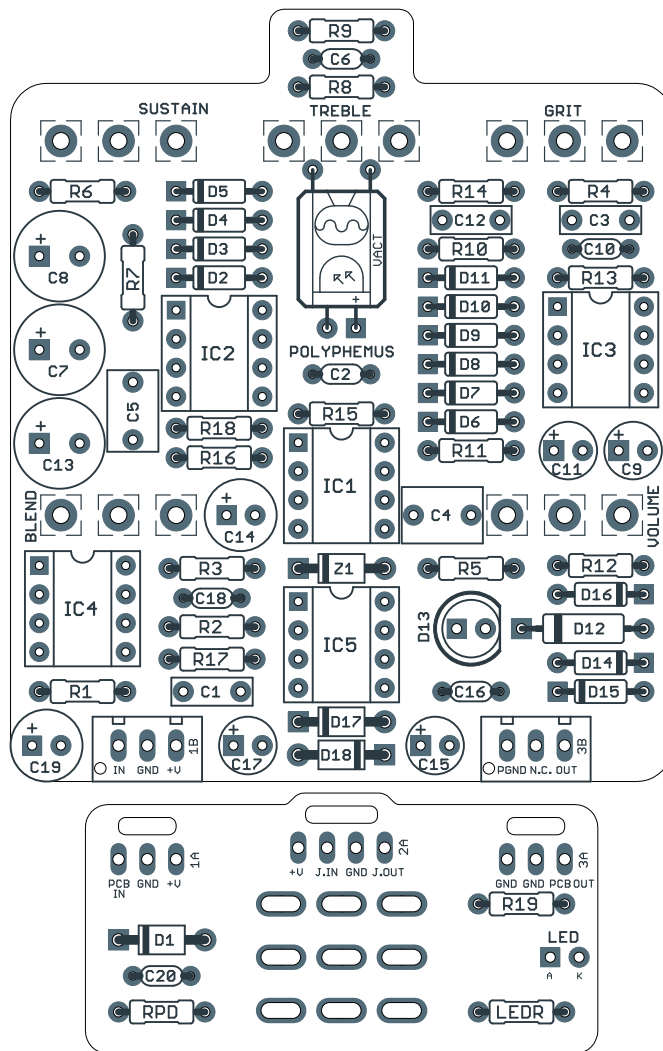 R9
C6
R8
SUSTAIN TREBLE GRIT
R6 D5 R14 R4
D4 C12 C3
+ C8 R7 D3 VACT R10 C10
D2 D11 R13
+ D10
+ C7 IC2 POLYPHEMUS D9 IC3
C2 D8
C5 D7
+ C13 R18 R15 D6
R16 R11 + C11 + C9
BLEND + C14 IC1 C4 VOLUME
R3 Z1 R5 R12
IC4 C18 D16
R2 IC5 D13 D12
R17 D14
R1 C1 C16 D15
+ C19 1B + C17 D17 + C15 3B
D18
IN GND +V PGND N.C. OUT
1A 2A 3A
PCB IN GND +V +V J.IN GND J.OUT GND GND PCB OUT
R19
D1 LED
C20 A K
RPD LEDR